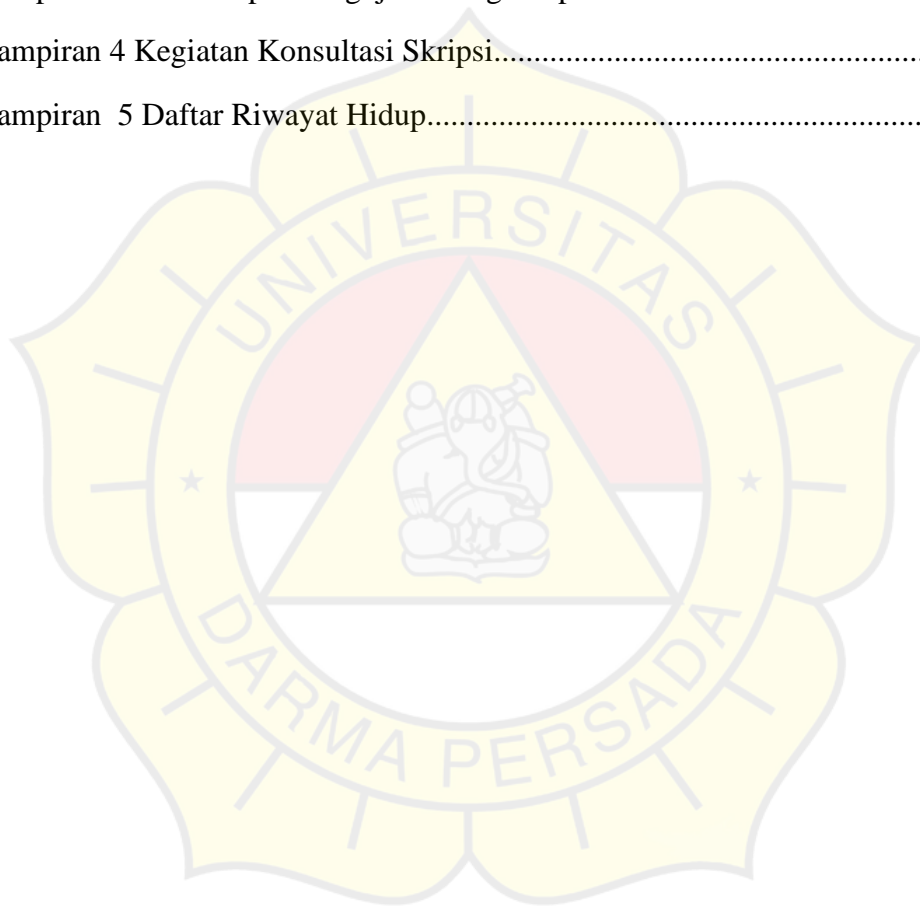 ampiran 4 Kegiatan Konsultasi Skripsi.....................................................
ampiran  5 Daftar Riwayat Hidup.............................................................
UNIVERSITAS
DARMA PERSADA